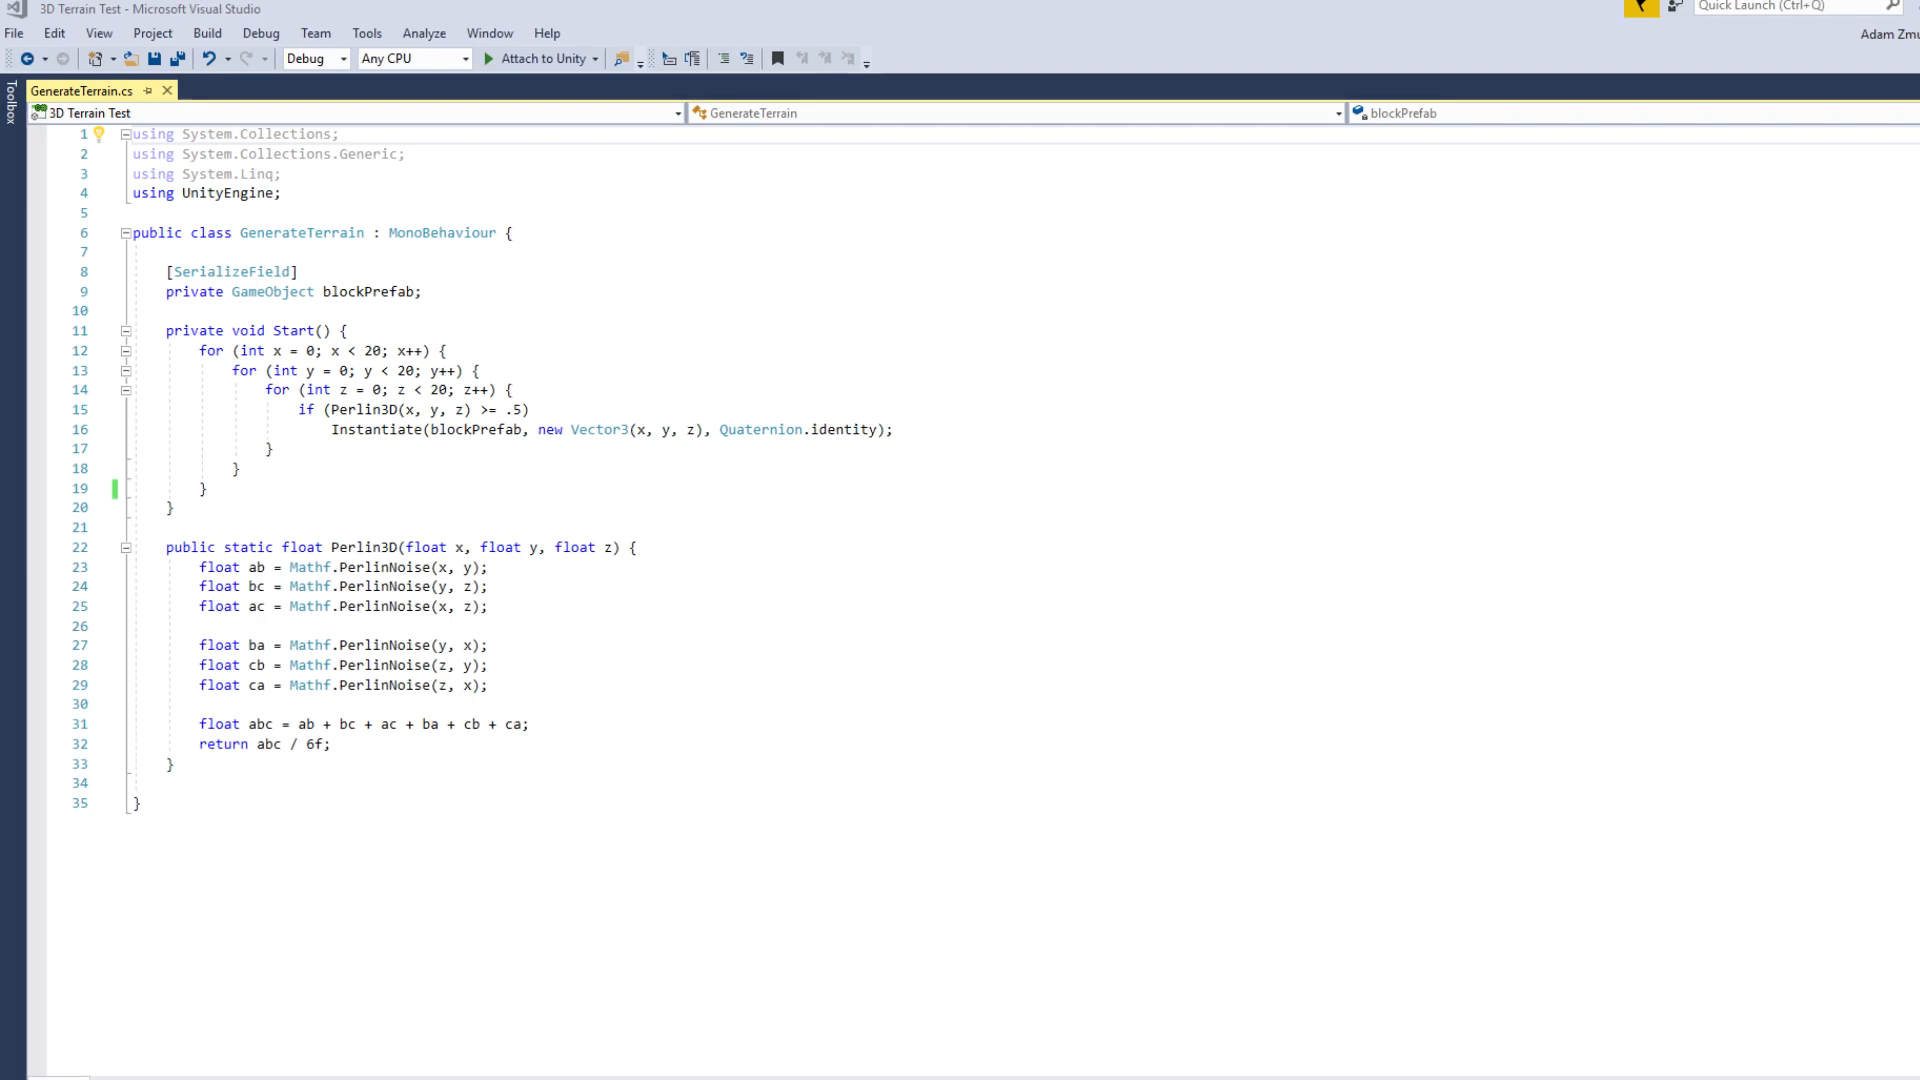 3D Terrain Test - Microsoft Visual Studio
Quick Launch (Ctrl+Q)
File Edit View Project Build Debug Team Tools Analyze Window Help
Adam Zmu
Debug Any CPU Attach to Unity
Toolbox
GenerateTerrain.cs
3D Terrain Test GenerateTerrain blockPrefab
1 using System.Collections;
2 using System.Collections.Generic;
3 using System.Linq;
4 using UnityEngine;
5
6 public class GenerateTerrain : MonoBehaviour {
7
8 [SerializeField]
9 private GameObject blockPrefab;
10
11 private void Start() {
12 for (int x = 0; x < 20; x++) {
13 for (int y = 0; y < 20; y++) {
14 for (int z = 0; z < 20; z++) {
15 if (Perlin3D(x, y, z) >= .5)
16 Instantiate(blockPrefab, new Vector3(x, y, z), Quaternion.identity);
17 }
18 }
19 }
20 }
21
22 public static float Perlin3D(float x, float y, float z) {
23 float ab = Mathf.PerlinNoise(x, y);
24 float bc = Mathf.PerlinNoise(y, z);
25 float ac = Mathf.PerlinNoise(x, z);
26
27 float ba = Mathf.PerlinNoise(y, x);
28 float cb = Mathf.PerlinNoise(z, y);
29 float ca = Mathf.PerlinNoise(z, x);
30
31 float abc = ab + bc + ac + ba + cb + ca;
32 return abc / 6f;
33 }
34
35 }